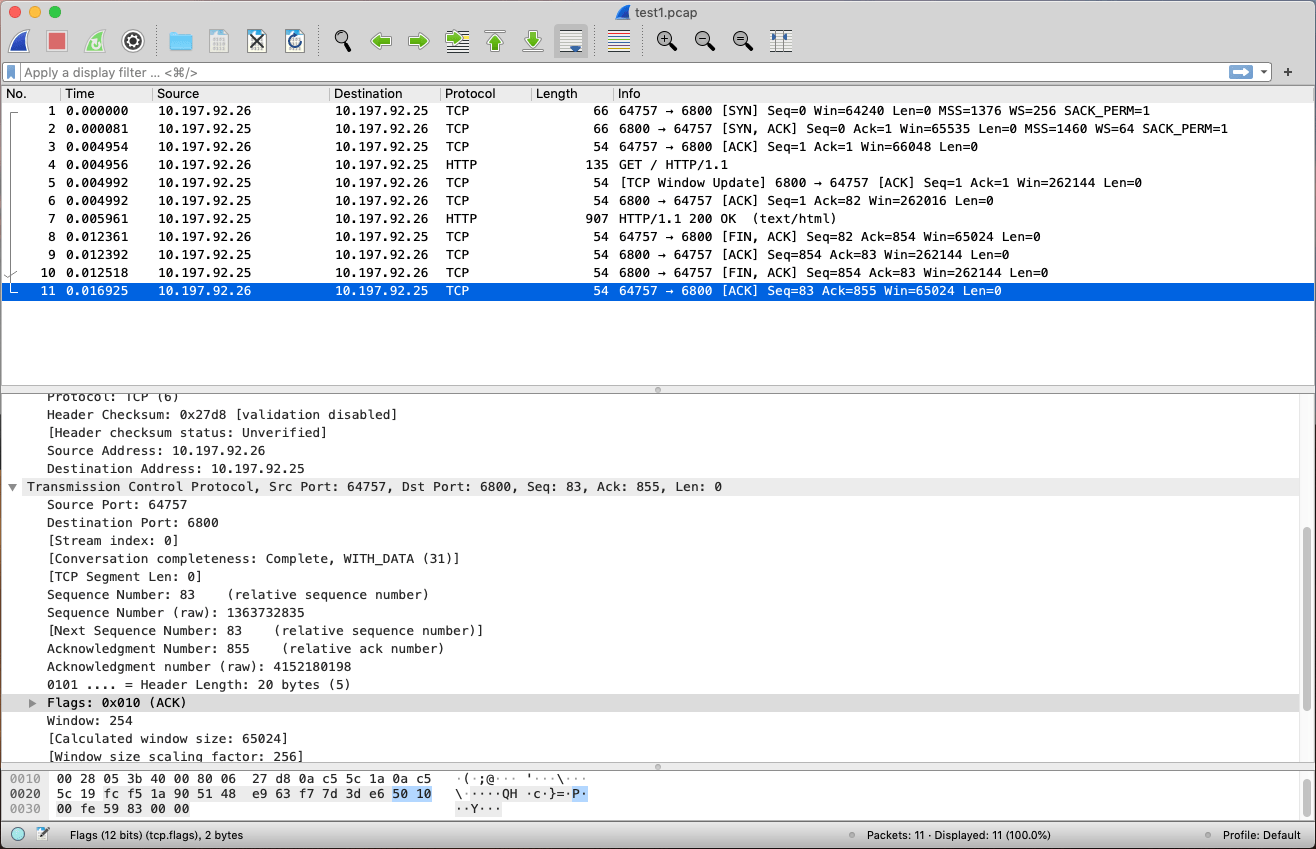 test1.pcap
Apply a display filter … <⌘/>
No. Time Source Destination Protocol Length Info
1 0.000000 10.197.92.26 10.197.92.25 TCP 66 64757 → 6800 [SYN] Seq=0 Win=64240 Len=0 MSS=1376 WS=256 SACK_PERM=1
2 0.000081 10.197.92.25 10.197.92.26 TCP 66 6800 → 64757 [SYN, ACK] Seq=0 Ack=1 Win=65535 Len=0 MSS=1460 WS=64 SACK_PERM=1
3 0.004954 10.197.92.26 10.197.92.25 TCP 54 64757 → 6800 [ACK] Seq=1 Ack=1 Win=66048 Len=0
4 0.004956 10.197.92.26 10.197.92.25 HTTP 135 GET / HTTP/1.1
5 0.004992 10.197.92.25 10.197.92.26 TCP 54 [TCP Window Update] 6800 → 64757 [ACK] Seq=1 Ack=1 Win=262144 Len=0
6 0.004992 10.197.92.25 10.197.92.26 TCP 54 6800 → 64757 [ACK] Seq=1 Ack=82 Win=262016 Len=0
7 0.005961 10.197.92.25 10.197.92.26 HTTP 907 HTTP/1.1 200 OK  (text/html)
8 0.012361 10.197.92.26 10.197.92.25 TCP 54 64757 → 6800 [FIN, ACK] Seq=82 Ack=854 Win=65024 Len=0
9 0.012392 10.197.92.25 10.197.92.26 TCP 54 6800 → 64757 [ACK] Seq=854 Ack=83 Win=262144 Len=0
10 0.012518 10.197.92.25 10.197.92.26 TCP 54 6800 → 64757 [FIN, ACK] Seq=854 Ack=83 Win=262144 Len=0
11 0.016925 10.197.92.26 10.197.92.25 TCP 54 64757 → 6800 [ACK] Seq=83 Ack=855 Win=65024 Len=0
Protocol: TCP (6)
Header Checksum: 0x27d8 [validation disabled]
[Header checksum status: Unverified]
Source Address: 10.197.92.26
Destination Address: 10.197.92.25
Transmission Control Protocol, Src Port: 64757, Dst Port: 6800, Seq: 83, Ack: 855, Len: 0
Source Port: 64757
Destination Port: 6800
[Stream index: 0]
[Conversation completeness: Complete, WITH_DATA (31)]
[TCP Segment Len: 0]
Sequence Number: 83    (relative sequence number)
Sequence Number (raw): 1363732835
[Next Sequence Number: 83    (relative sequence number)]
Acknowledgment Number: 855    (relative ack number)
Acknowledgment number (raw): 4152180198
0101 .... = Header Length: 20 bytes (5)
Flags: 0x010 (ACK)
Window: 254
[Calculated window size: 65024]
[Window size scaling factor: 256]
0010 00 28 05 3b 40 00 80 06 27 d8 0a c5 5c 1a 0a c5 ·(·;@··· '···\···
0020 5c 19 fc f5 1a 90 51 48 e9 63 f7 7d 3d e6 50 10 \·····QH ·c·}=·P·
0030 00 fe 59 83 00 00 ··Y···
Flags (12 bits) (tcp.flags), 2 bytes Packets: 11 · Displayed: 11 (100.0%) Profile: Default